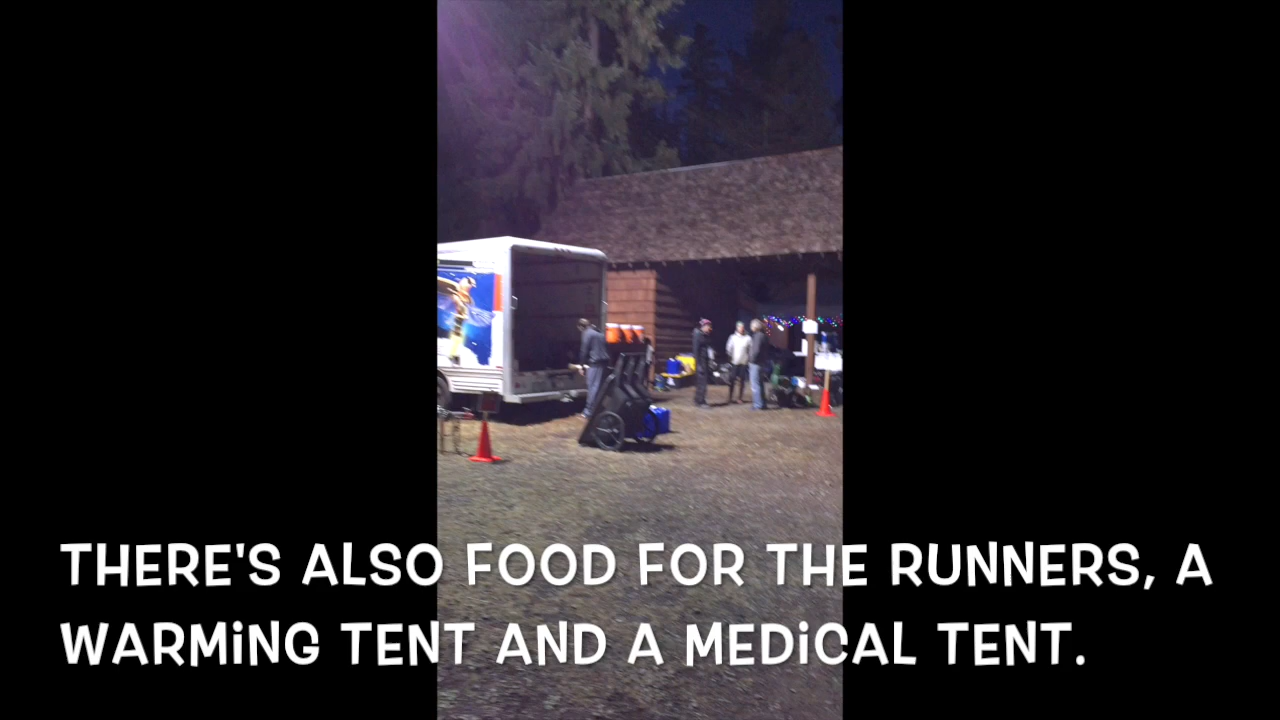 THERE'S ALSO FOOD FOR THE RUNNERS, A
WARMiNG TENT AND A MEDiCAL TENT.